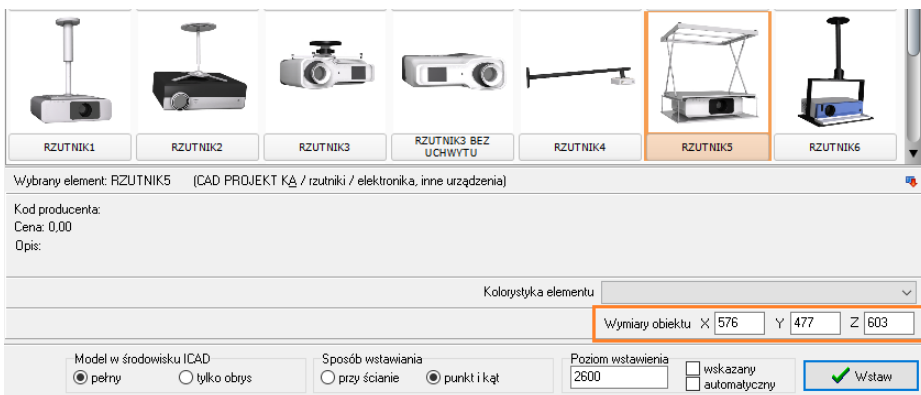 RZUTNIK1
RZUTNIK2
RZUTNIK3
RZUTNIK3 BEZ
UCHWYTU
RZUTNIK4
RZUTNIK5
RZUTNIK6
Wybrany element: RZUTNIK5 (CAD PROJEKT KA / rzutniki / elektronika, inne urządzenia)
Kod producenta:
Cena: 0,00
Opis:
Kolorystyka elementu
Wymiary obiektu X 576 Y 477 Z 603
Model w środowisku ICAD
pełny tylko obrys
Sposób wstawiania
przy ścianie punkt i kąt
Poziom wstawienia
2600
wskazany
automatyczny
Wstaw